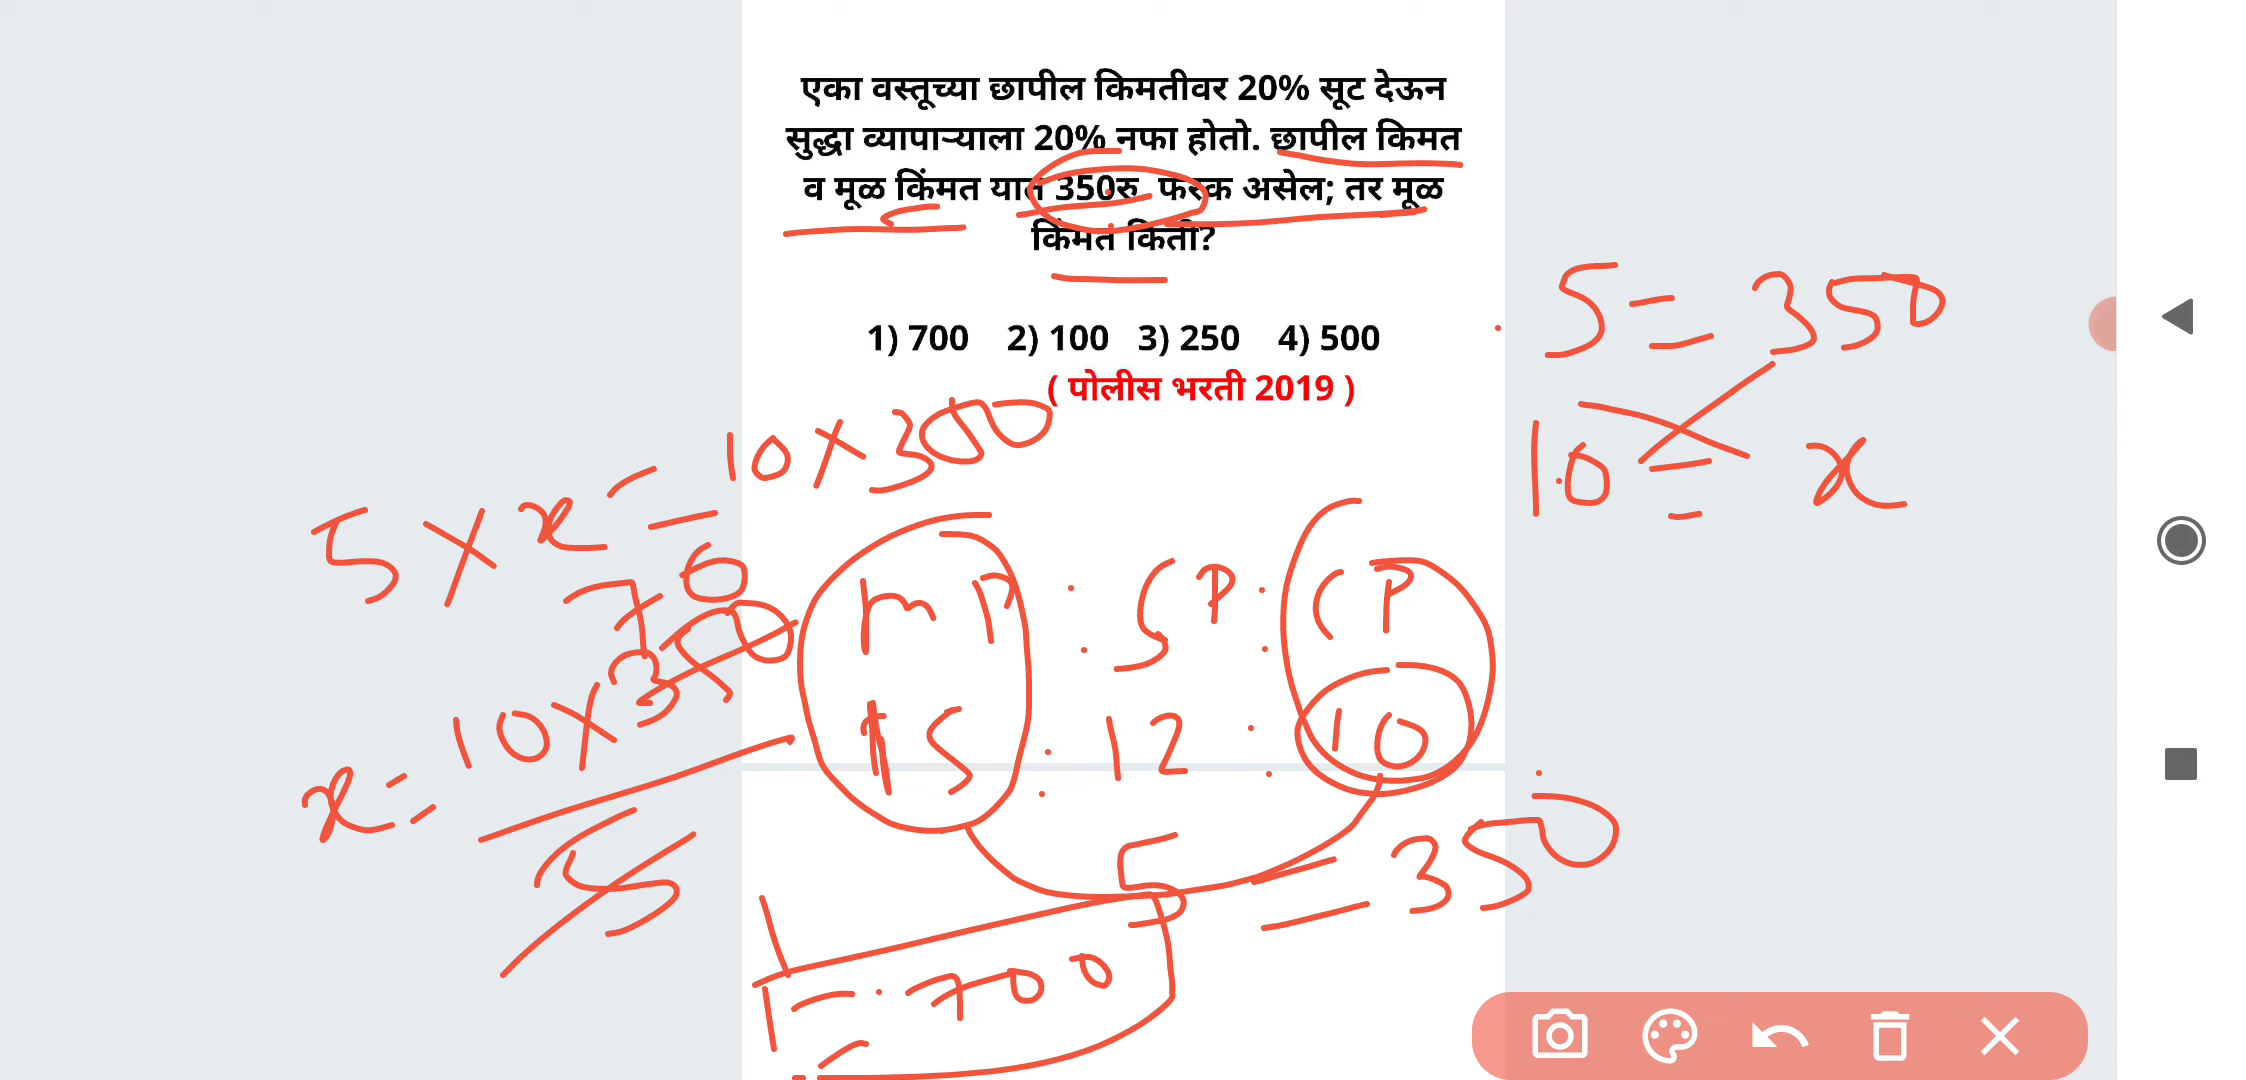 एका वस्तूच्या छापील किमतीवर 20% सूट देऊन
सुद्धा व्यापाऱ्याला 20% नफा होतो. छापील किमत
व मूळ किंमत यात 350रु फरक असेल; तर मूळ
किंमत किती?
1) 700 2) 100 3) 250 4) 500
( पोलीस भरती 2019 )
5 = 350
10 = x
5 × x = 10 × 300
70
x = 10 × 350
5
MP : SP : CP
15 : 12 : 10
5 = 350
= 700